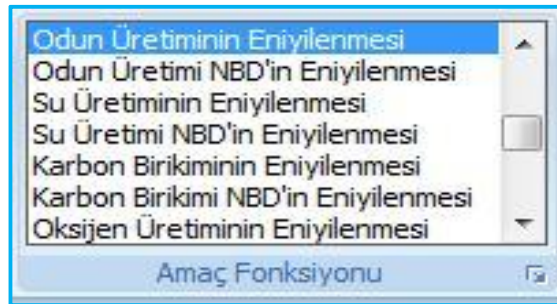 Odun Üretiminin Eniyilenmesi
Odun Üretimi NBD'in Eniyilenmesi
Su Üretiminin Eniyilenmesi
Su Üretimi NBD'in Eniyilenmesi
Karbon Birikiminin Eniyilenmesi
Karbon Birikimi NBD'in Eniyilenmesi
Oksijen Üretiminin Eniyilenmesi
Amaç Fonksiyonu